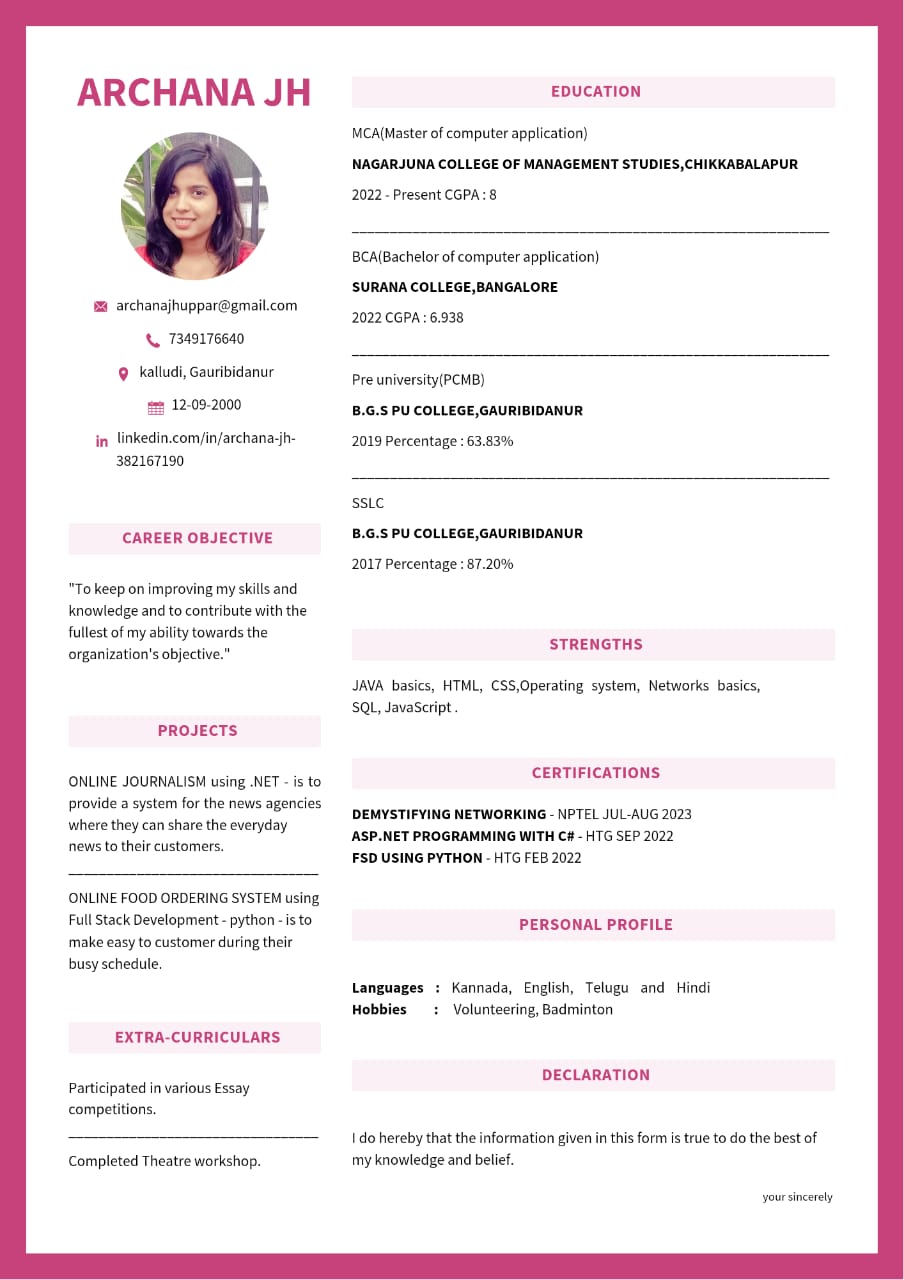 ARCHANA JH
archanajhuppar@gmail.com
7349176640
kalludi, Gauribidanur
12-09-2000
linkedin.com/in/archana-jh-
382167190
CAREER OBJECTIVE
"To keep on improving my skills and
knowledge and to contribute with the
fullest of my ability towards the
organization's objective."
PROJECTS
ONLINE JOURNALISM using .NET - is to
provide a system for the news agencies
where they can share the everyday
news to their customers.
ONLINE FOOD ORDERING SYSTEM using
Full Stack Development - python - is to
make easy to customer during their
busy schedule.
EXTRA-CURRICULARS
Participated in various Essay
competitions.
Completed Theatre workshop.
EDUCATION
MCA(Master of computer application)
NAGARJUNA COLLEGE OF MANAGEMENT STUDIES,CHIKKABALAPUR
2022 - Present CGPA : 8
BCA(Bachelor of computer application)
SURANA COLLEGE,BANGALORE
2022 CGPA : 6.938
Pre university(PCMB)
B.G.S PU COLLEGE,GAURIBIDANUR
2019 Percentage : 63.83%
SSLC
B.G.S PU COLLEGE,GAURIBIDANUR
2017 Percentage : 87.20%
STRENGTHS
JAVA basics, HTML, CSS,Operating system, Networks basics,
SQL, JavaScript .
CERTIFICATIONS
DEMYSTIFYING NETWORKING - NPTEL JUL-AUG 2023
ASP.NET PROGRAMMING WITH C# - HTG SEP 2022
FSD USING PYTHON - HTG FEB 2022
PERSONAL PROFILE
Languages : Kannada, English, Telugu and Hindi
Hobbies : Volunteering, Badminton
DECLARATION
I do hereby that the information given in this form is true to do the best of
my knowledge and belief.
your sincerely